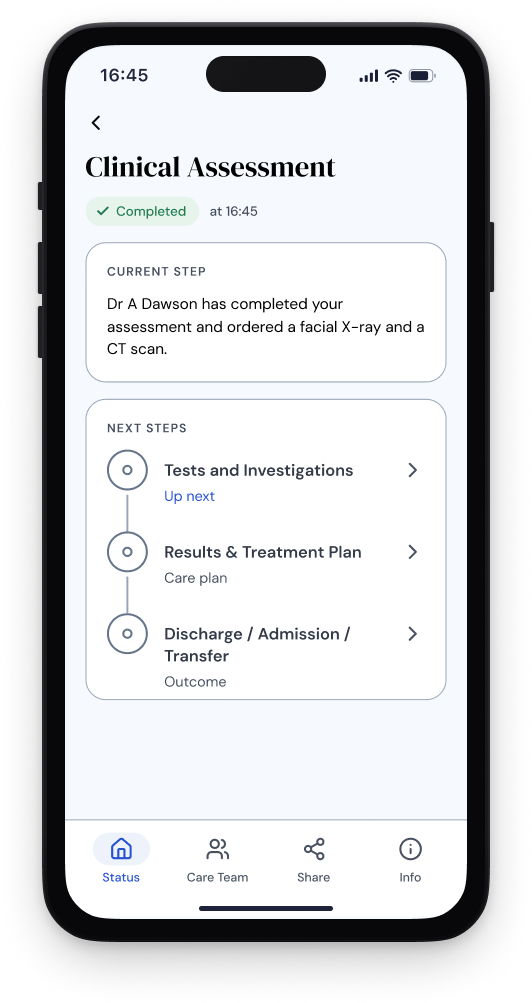 16:45
Clinical Assessment
Completed at 16:45
CURRENT STEP
Dr A Dawson has completed your
assessment and ordered a facial X-ray and a
CT scan.
NEXT STEPS
Tests and Investigations
Up next
Results & Treatment Plan
Care plan
Discharge / Admission /
Transfer
Outcome
Status Care Team Share Info